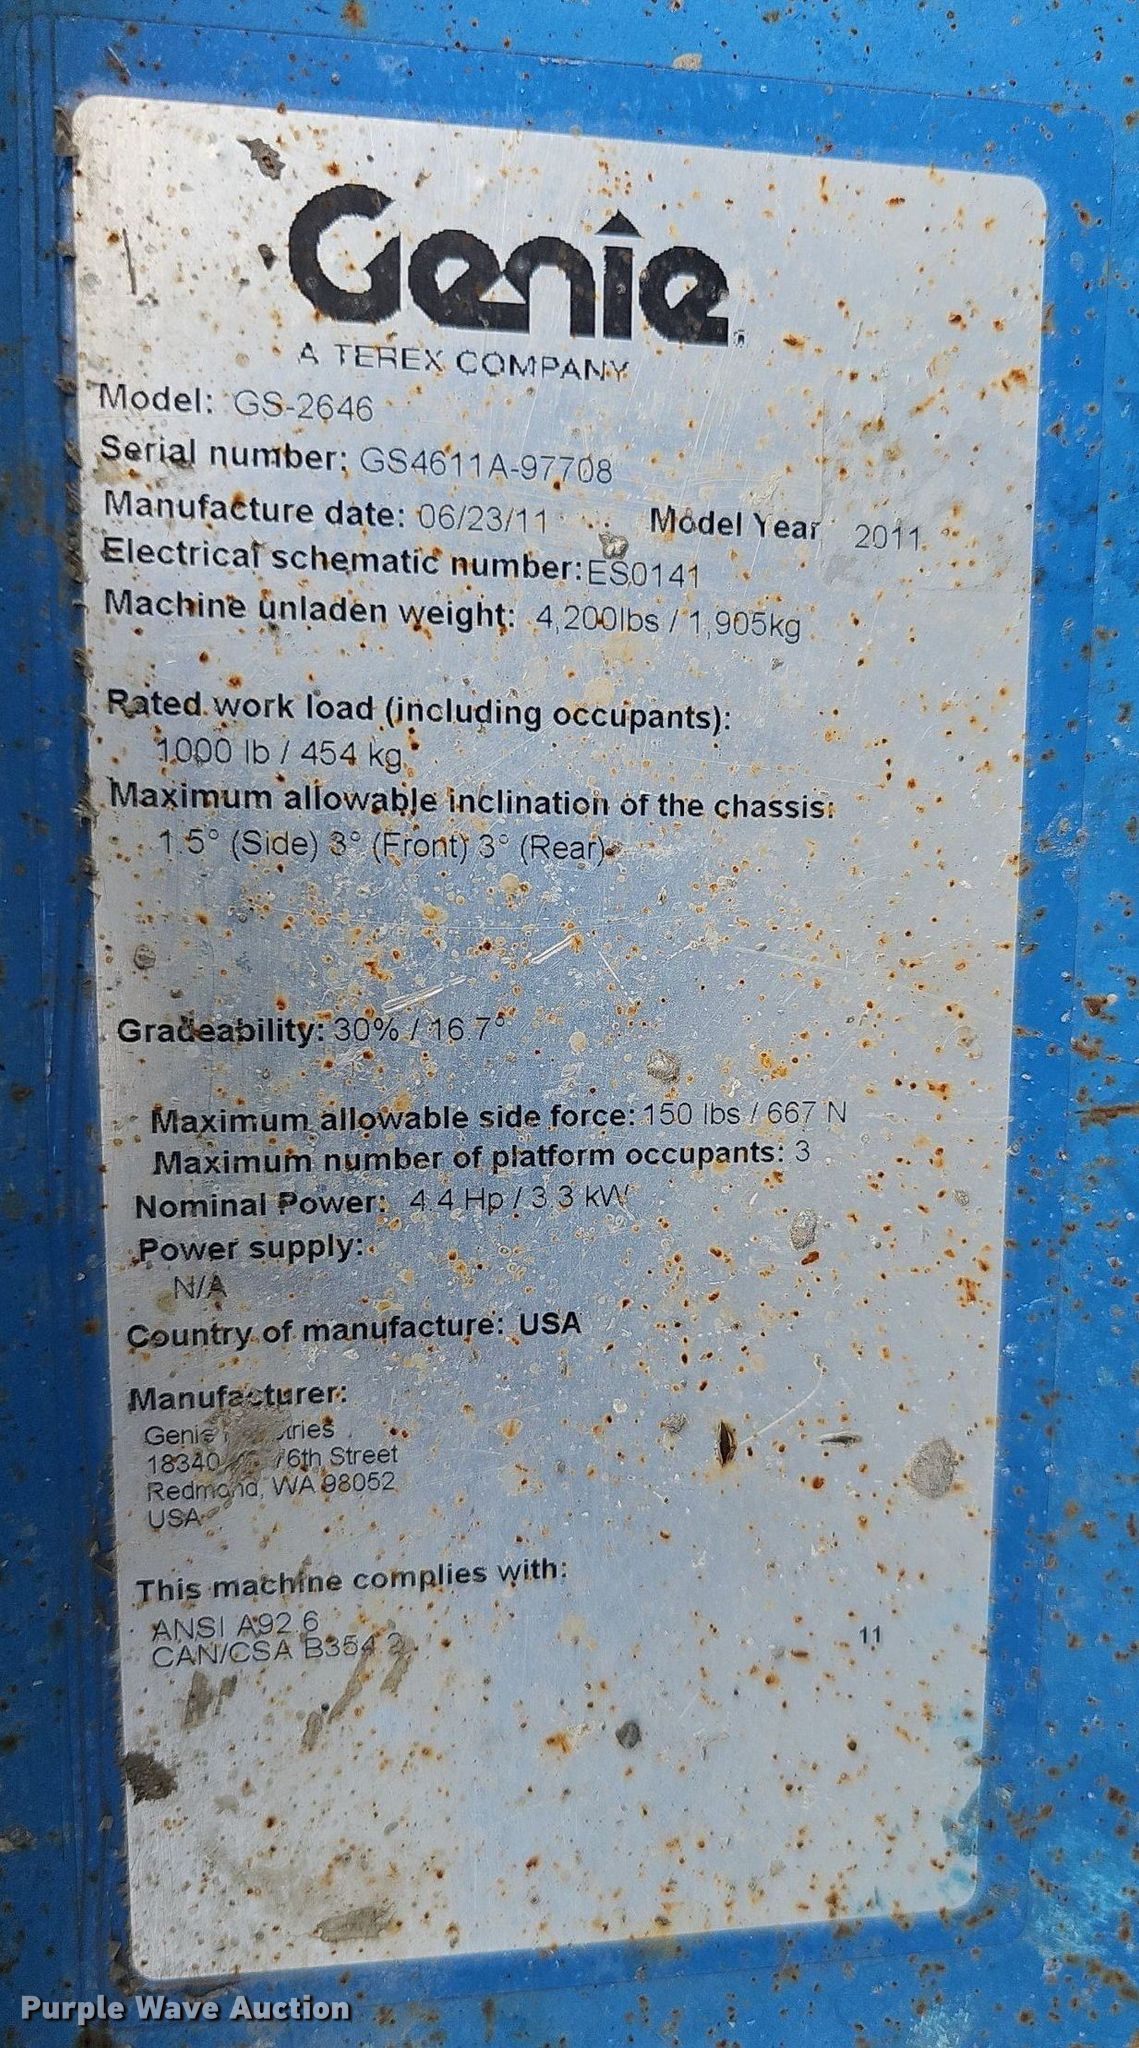 Genie
A TEREX COMPANY
Model: GS-2646
Serial number: GS4611A-97708
Manufacture date: 06/23/11 Model Year 2011
Electrical schematic number: ES0141
Machine unladen weight: 4,200lbs / 1,905kg
Rated work load (including occupants):
1000 lb / 454 kg
Maximum allowable inclination of the chassis:
1.5° (Side) 3° (Front) 3° (Rear)
Gradeability: 30% / 16.7°
Maximum allowable side force: 150 lbs / 667 N
Maximum number of platform occupants: 3
Nominal Power: 4.4 Hp / 3.3 kW
Power supply:
N/A
Country of manufacture: USA
Manufacturer:
Genie
18340 Street
Redmond, WA 98052
USA
This machine complies with:
ANSI A92.6
CAN/CSA B354.2
11
Purple Wave Auction